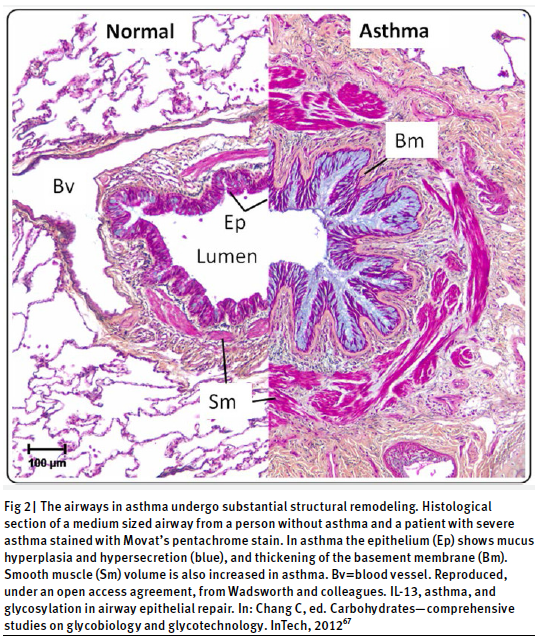 Normal
Asthma
Bm
Bv
Ep
Lumen
Sm
100 µm
Fig 2| The airways in asthma undergo substantial structural remodeling. Histological
section of a medium sized airway from a person without asthma and a patient with severe
asthma stained with Movat's pentachrome stain. In asthma the epithelium (Ep) shows mucus
hyperplasia and hypersecretion (blue), and thickening of the basement membrane (Bm).
Smooth muscle (Sm) volume is also increased in asthma. Bv=blood vessel. Reproduced,
under an open access agreement, from Wadsworth and colleagues. IL-13, asthma, and
glycosylation in airway epithelial repair. In: Chang C, ed. Carbohydrates—comprehensive
studies on glycobiology and glycotechnology. InTech, 2012⁶⁷